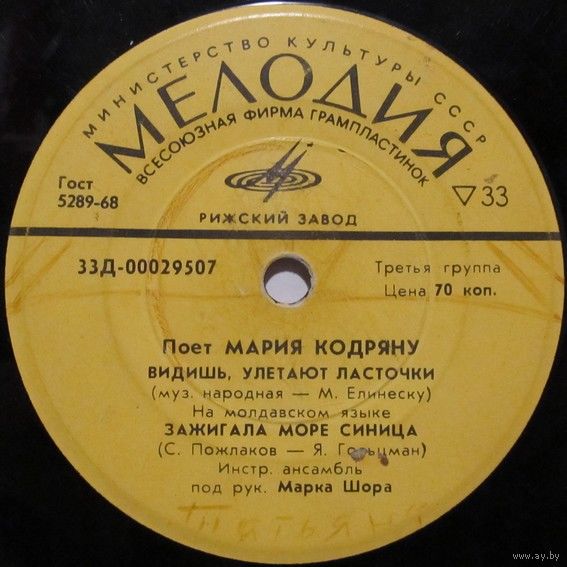 МИНИСТЕРСТВО КУЛЬТУРЫ СССР
МЕЛОДИЯ
ВСЕСОЮЗНАЯ ФИРМА ГРАМПЛАСТИНОК
Гост
5289-68
▽ 33
РИЖСКИЙ ЗАВОД
33Д-00029507
Третья группа
Цена 70 коп.
Поет МАРИЯ КОДРЯНУ
ВИДИШЬ, УЛЕТАЮТ ЛАСТОЧКИ
(муз. народная — М. Елинеску)
На молдавском языке
ЗАЖИГАЛА МОРЕ СИНИЦА
(С. Пожлаков — Я. Гольцман)
Инстр. ансамбль
под рук. Марка Шора
Татьяна
www.ay.by